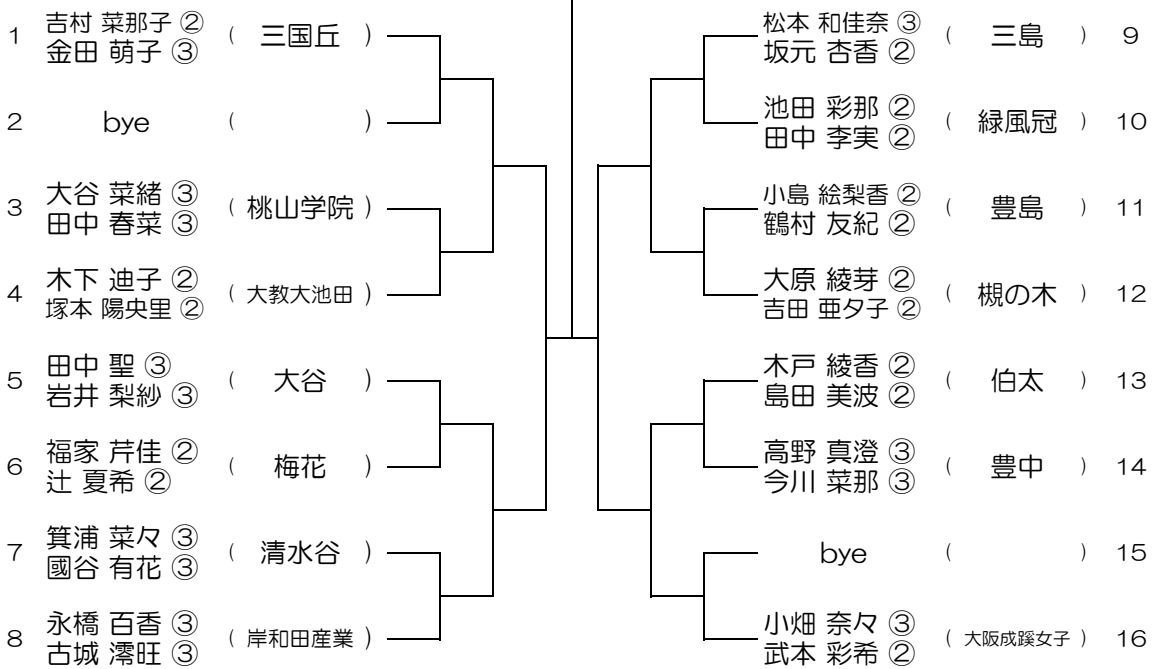 1 吉村 菜那子 ② ( 三国丘 )
金田 萌子 ③
2 bye ( )
3 大谷 菜緒 ③ ( 桃山学院 )
田中 春菜 ③
4 木下 迪子 ② ( 大教大池田 )
塚本 陽央里 ②
5 田中 聖 ③ ( 大谷 )
岩井 梨紗 ③
6 福家 芹佳 ② ( 梅花 )
辻 夏希 ②
7 箕浦 菜々 ③ ( 清水谷 )
國谷 有花 ③
8 永橋 百香 ③ ( 岸和田産業 )
古城 澪旺 ③
松本 和佳奈 ③ ( 三島 ) 9
坂元 杏香 ②
池田 彩那 ② ( 緑風冠 ) 10
田中 李実 ②
小島 絵梨香 ② ( 豊島 ) 11
鶴村 友紀 ②
大原 綾芽 ② ( 槻の木 ) 12
吉田 亜夕子 ②
木戸 綾香 ② ( 伯太 ) 13
島田 美波 ②
高野 真澄 ③ ( 豊中 ) 14
今川 菜那 ③
bye ( ) 15
小畑 奈々 ③ ( 大阪成蹊女子 ) 16
武本 彩希 ②